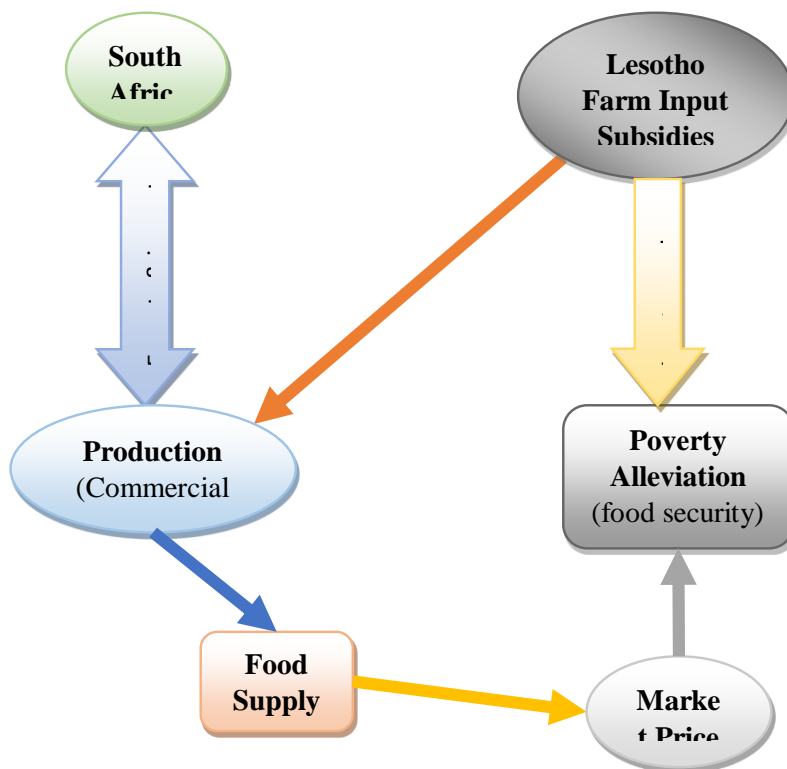 South
Afric
Lesotho
Farm Input
Subsidies
Production
(Commercial
Poverty
Alleviation
(food security)
Food
Supply
Marke
t Price